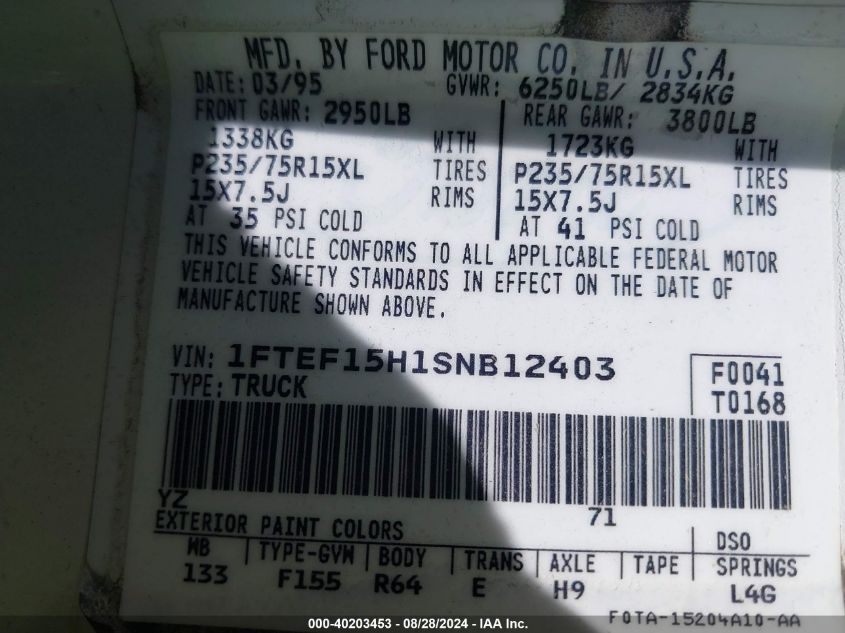 MFD. BY FORD MOTOR CO. IN U.S.A.
DATE: 03/95 GVWR: 6250LB/ 2834KG
FRONT GAWR: 2950LB REAR GAWR: 3800LB
1338KG WITH 1723KG WITH
P235/75R15XL TIRES P235/75R15XL TIRES
15X7.5J RIMS 15X7.5J RIMS
AT 35 PSI COLD AT 41 PSI COLD
THIS VEHICLE CONFORMS TO ALL APPLICABLE FEDERAL MOTOR
VEHICLE SAFETY STANDARDS IN EFFECT ON THE DATE OF
MANUFACTURE SHOWN ABOVE.
VIN: 1FTEF15H1SNB12403 F0041
TYPE: TRUCK T0168
YZ 71
EXTERIOR PAINT COLORS DSO
WB TYPE-GVW BODY TRANS AXLE TAPE SPRINGS
133 F155 R64 E H9 L4G
F0TA-15204A10-AA
000-40203453 - 08/28/2024 - IAA Inc.